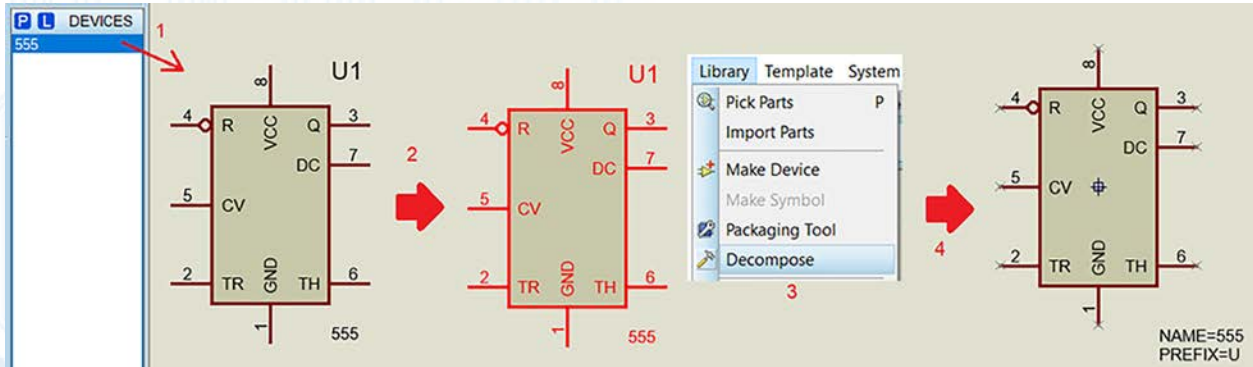 P L DEVICES
555
1
U1
8
VCC
4
R
Q
3
DC
7
5
CV
2
TR
GND
TH
6
1
555
2
U1
8
VCC
4
R
Q
3
DC
7
5
CV
2
TR
GND
TH
6
1
555
Library Template System
Pick Parts P
Import Parts
Make Device
Make Symbol
Packaging Tool
Decompose
3
4
8
VCC
4
R
Q
3
DC
7
5
CV
2
TR
GND
TH
6
1
NAME=555
PREFIX=U